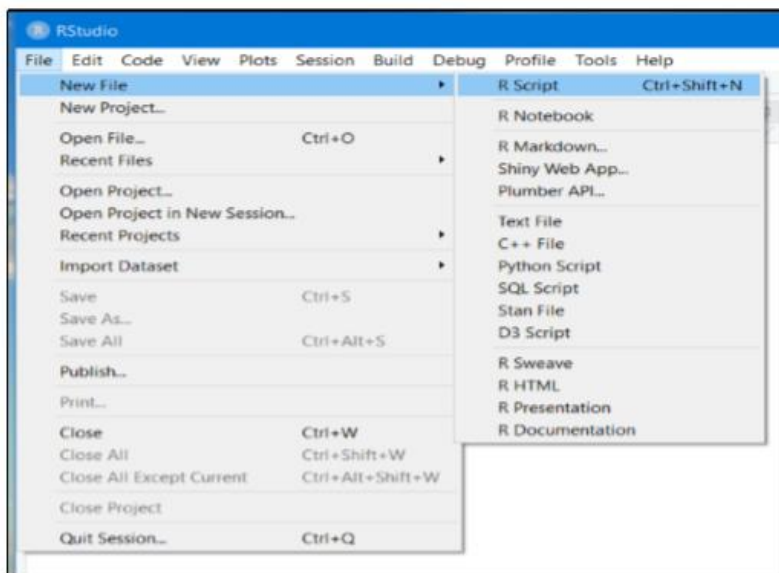 RStudio
File Edit Code View Plots Session Build Debug Profile Tools Help
New File
New Project...
Open File... Ctrl+O
Recent Files
Open Project...
Open Project in New Session...
Recent Projects
Import Dataset
Save Ctrl+S
Save As...
Save All Ctrl+Alt+S
Publish...
Print...
Close Ctrl+W
Close All Ctrl+Shift+W
Close All Except Current Ctrl+Alt+Shift+W
Close Project
Quit Session... Ctrl+Q
R Script Ctrl+Shift+N
R Notebook
R Markdown...
Shiny Web App...
Plumber API...
Text File
C++ File
Python Script
SQL Script
Stan File
D3 Script
R Sweave
R HTML
R Presentation
R Documentation